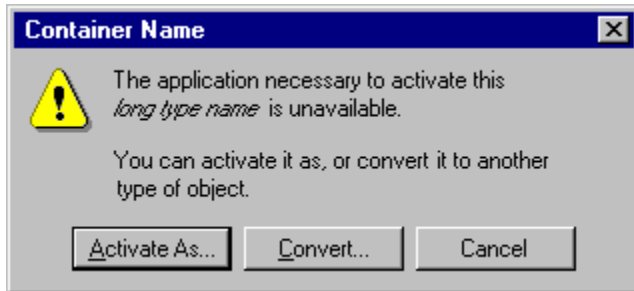 Container Name
The application necessary to activate this
long type name is unavailable.
You can activate it as, or convert it to another
type of object.
Activate As... Convert... Cancel